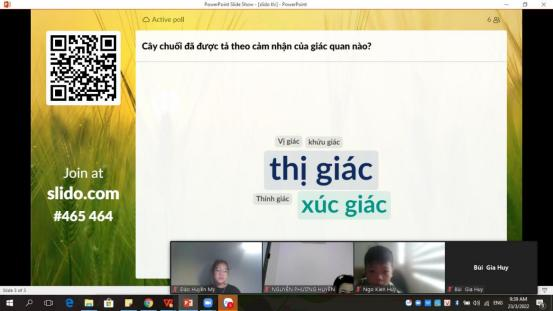 PowerPoint Slide Show - [slido thi] - PowerPoint
Active poll
6
Cây chuối đã được tả theo cảm nhận của giác quan nào?
Vị giác
khứu giác
thị giác
Thính giác
xúc giác
Join at
slido.com
#465 464
Đào Huyền My
NGUYỄN PHƯƠNG HUYỀN
Ngo Kien Huy
Bùi Gia Huy
Bùi Gia Huy
Slide 3 of 3
ENG
9:39 AM
23/3/2022